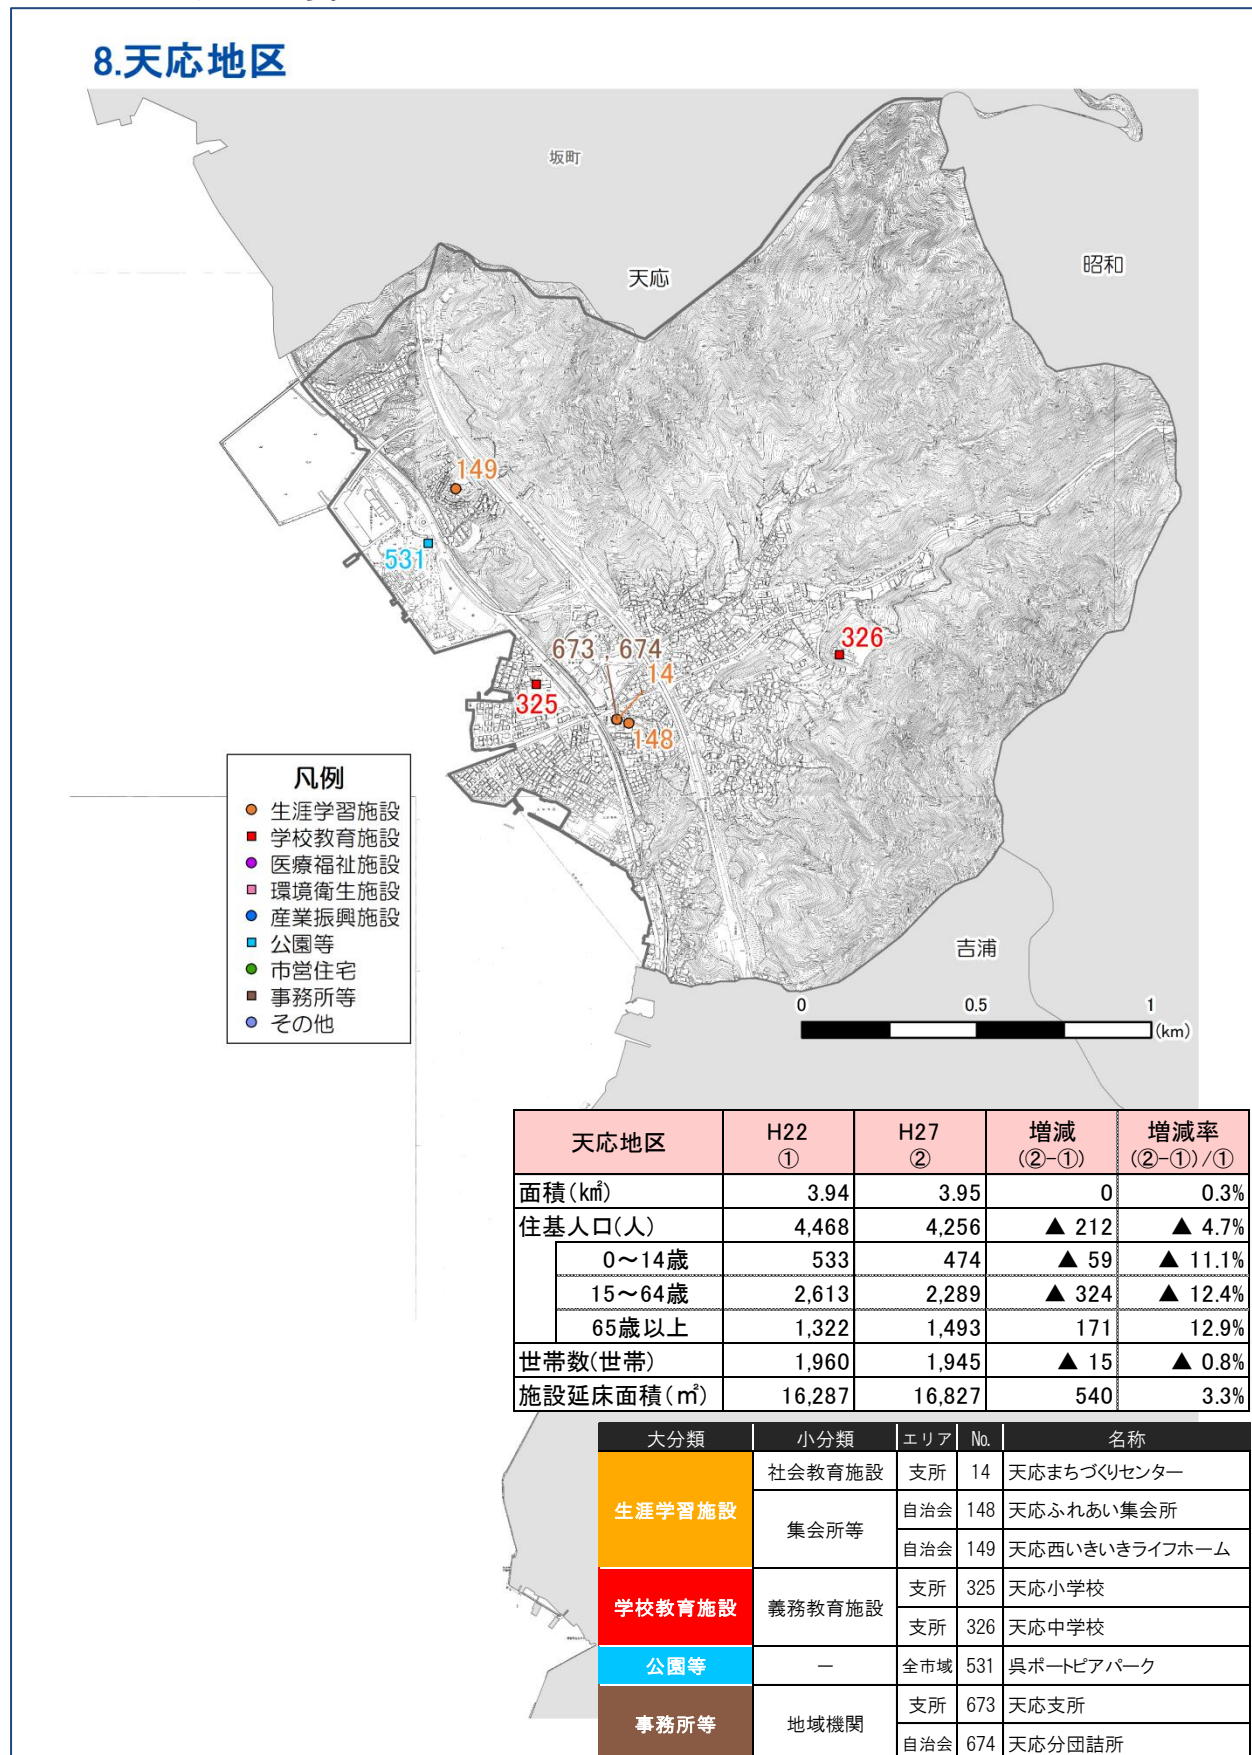 8.天応地区
坂町
天応
昭和
149
531
673 , 674
14
326
325
148
吉浦
凡例
生涯学習施設
学校教育施設
医療福祉施設
環境衛生施設
産業振興施設
公園等
市営住宅
事務所等
その他
0 0.5 1
(km)
天応地区 H22 ① H27 ② 増減 (②-①) 増減率 (②-①)/①
面積(k㎡) 3.94 3.95 0 0.3%
住基人口(人) 4,468 4,256 ▲ 212 ▲ 4.7%
0～14歳 533 474 ▲ 59 ▲ 11.1%
15～64歳 2,613 2,289 ▲ 324 ▲ 12.4%
65歳以上 1,322 1,493 171 12.9%
世帯数(世帯) 1,960 1,945 ▲ 15 ▲ 0.8%
施設延床面積(㎡) 16,287 16,827 540 3.3%
大分類 小分類 エリア No. 名称
生涯学習施設 社会教育施設 支所 14 天応まちづくりセンター
集会所等 自治会 148 天応ふれあい集会所
自治会 149 天応西いきいきライフホーム
学校教育施設 義務教育施設 支所 325 天応小学校
支所 326 天応中学校
公園等 － 全市域 531 呉ポートピアパーク
事務所等 地域機関 支所 673 天応支所
自治会 674 天応分団詰所